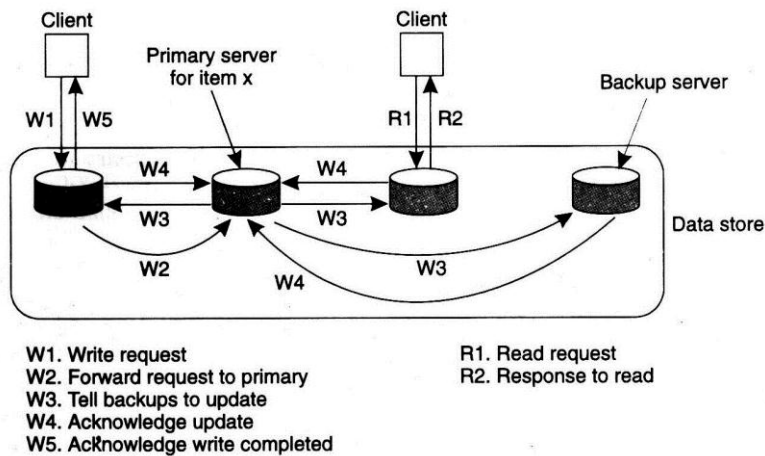 Client
Client
Primary server
for item x
Backup server
W1
W5
R1
R2
W4
W4
W3
W3
Data store
W2
W3
W4
W1. Write request
W2. Forward request to primary
W3. Tell backups to update
W4. Acknowledge update
W5. Acknowledge write completed
R1. Read request
R2. Response to read